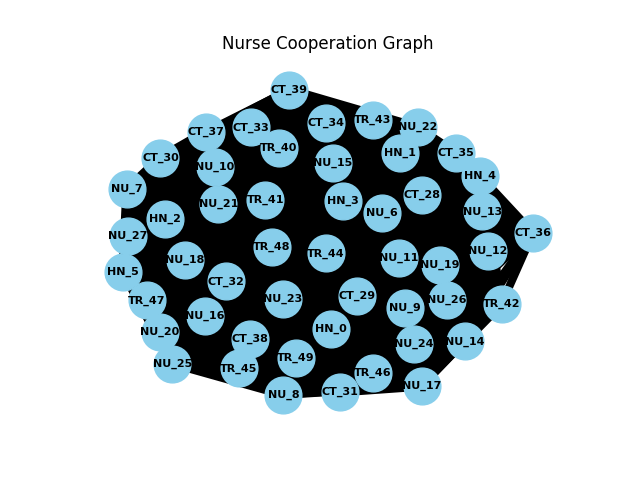 Nurse Cooperation Graph
CT_39
CT_34
TR_43
CT_33
NU_22
CT_37
TR_40
HN_1
CT_35
CT_30
NU_10
NU_15
HN_4
NU_7
CT_28
TR_41
HN_3
NU_21
NU_6
NU_13
HN_2
CT_36
NU_27
TR_48
NU_12
TR_44
NU_11
NU_18
NU_19
HN_5
CT_32
CT_29
NU_23
NU_26
TR_47
TR_42
NU_9
NU_16
HN_0
NU_20
CT_38
NU_14
NU_24
TR_49
NU_25
TR_45
TR_46
NU_17
CT_31
NU_8